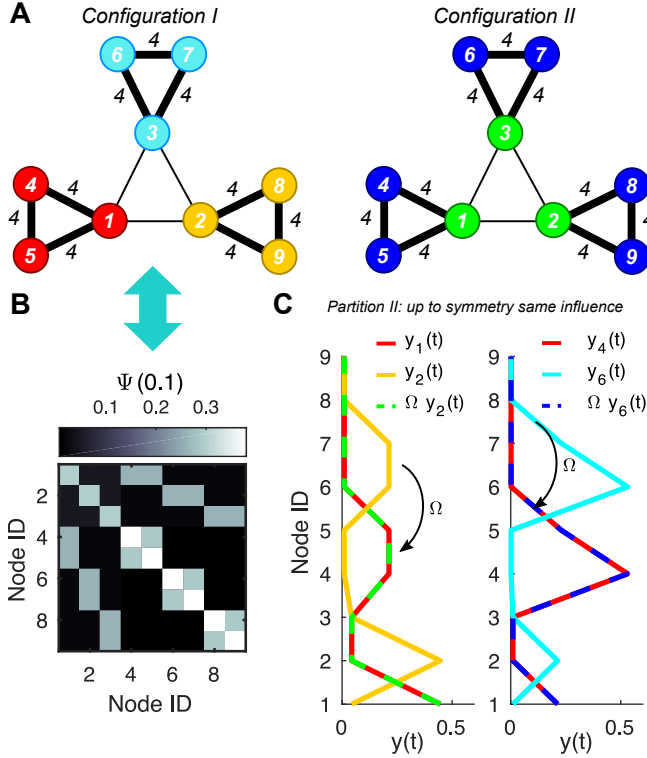 A
Configuration I
Configuration II
6 4 7
6 4 7
4 4
4 4
3
3
4 4 1 2 4 8
4 4 1 2 4 8
4 4
4 4
5 4 4 9
5 4 4 9
B
C
Partition II: up to symmetry same influence
Ψ (0.1)
0.1 0.2 0.3
Node ID
2
4
6
8
2 4 6 8
Node ID
y1(t)
y2(t)
Ω y2(t)
y4(t)
y6(t)
Ω y6(t)
Node ID
9
8
7
6
5
4
3
2
1
Ω
Ω
0 0.5
0 0.5
y(t)
y(t)